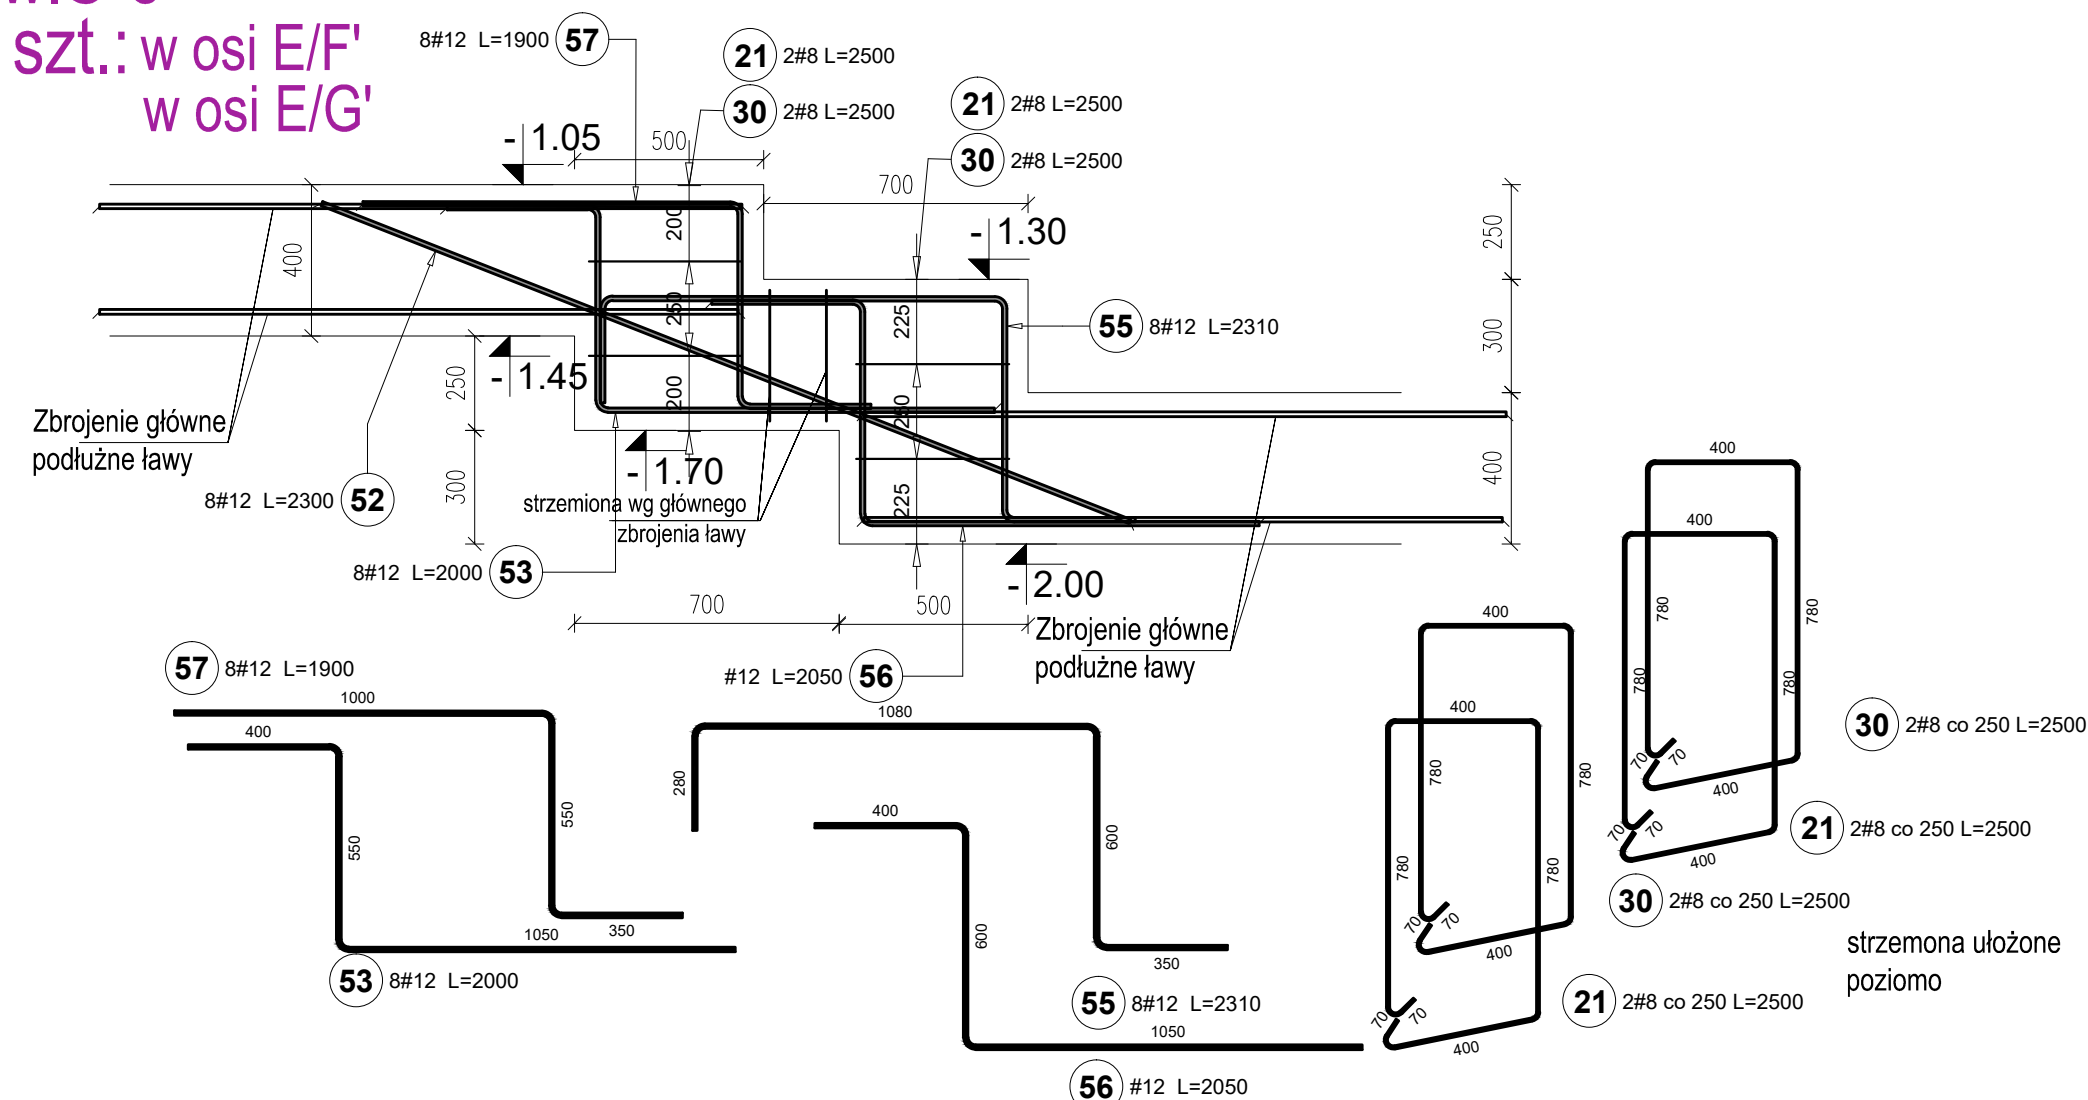 szt.: w osi E/F'
w osi E/G'
8#12 L=1900 57
21 2#8 L=2500
30 2#8 L=2500
21 2#8 L=2500
30 2#8 L=2500
- 1.05
500
700
- 1.30
400
200
250
200
225
250
225
250
300
400
55 8#12 L=2310
- 1.45
250
300
Zbrojenie główne
podłużne ławy
8#12 L=2300 52
- 1.70
strzemiona wg głównego
zbrojenia ławy
8#12 L=2000 53
- 2.00
700
500
Zbrojenie główne
podłużne ławy
#12 L=2050 56
57 8#12 L=1900
1000
400
550
550
1050
350
53 8#12 L=2000
1080
280
400
600
600
350
55 8#12 L=2310
1050
56 #12 L=2050
400
400
780
780
780
780
70
70
400
70
70
400
30 2#8 co 250 L=2500
21 2#8 co 250 L=2500
400
400
780
780
780
780
70
70
400
70
70
400
30 2#8 co 250 L=2500
21 2#8 co 250 L=2500
strzemona ułożone
poziomo